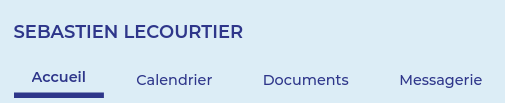 SEBASTIEN LECOURTIER
Accueil Calendrier Documents Messagerie